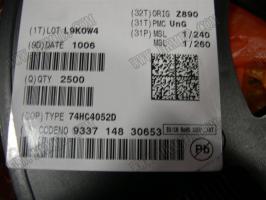 (1T)LOT L9K0W4
(9D)DATE 1006
(Q)QTY 2500
(32T)ORIG Z890
(31T)PMC UnG
(31P)MSL 1/240
MSL 1/260
(30P)TYPE 74HC4052D
CODENO 9337 148 30653
Pb